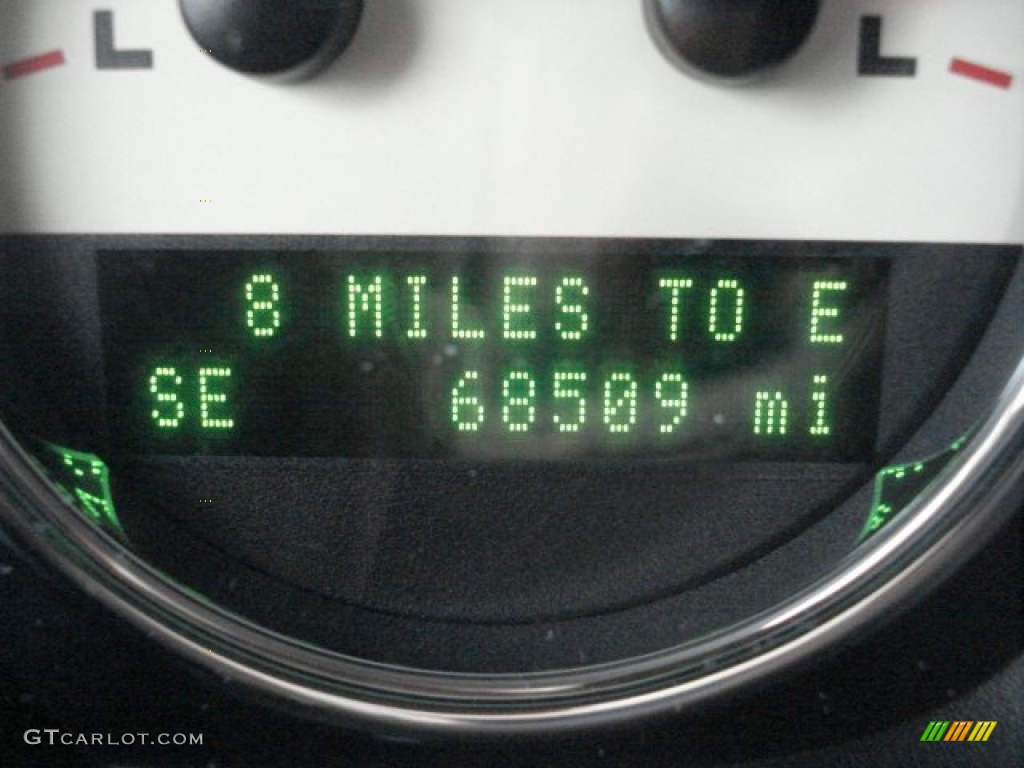 L L
8 MILES TO E
SE 68509 mi
GTCARLOT.COM